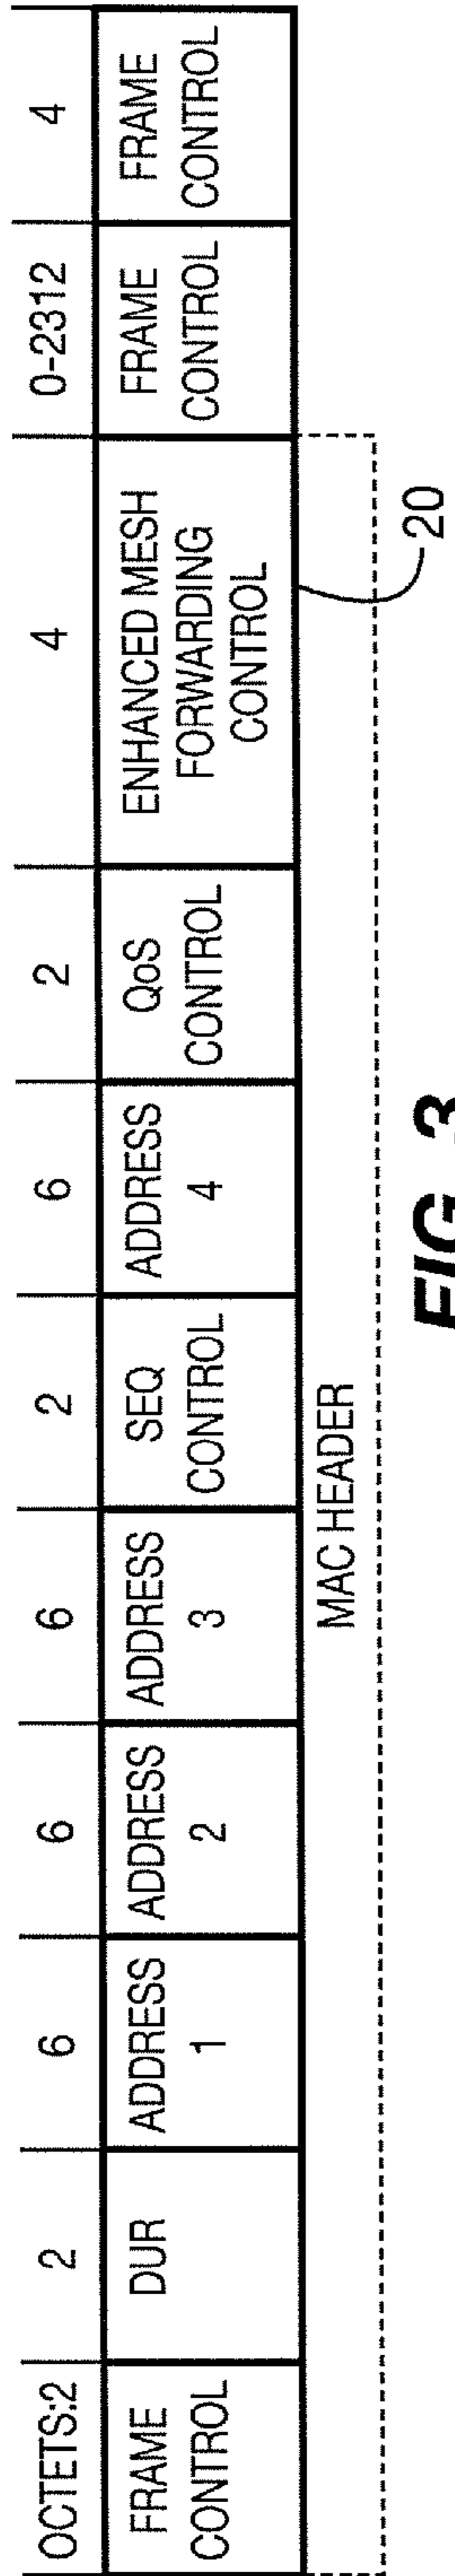 OCTETS:2 2 6 6 6 2 6 2 4 0-2312 4
FRAME CONTROL
DUR
ADDRESS 1
ADDRESS 2
ADDRESS 3
SEQ CONTROL
ADDRESS 4
QoS CONTROL
ENHANCED MESH FORWARDING CONTROL
FRAME CONTROL
FRAME CONTROL
MAC HEADER
20
FIG. 3